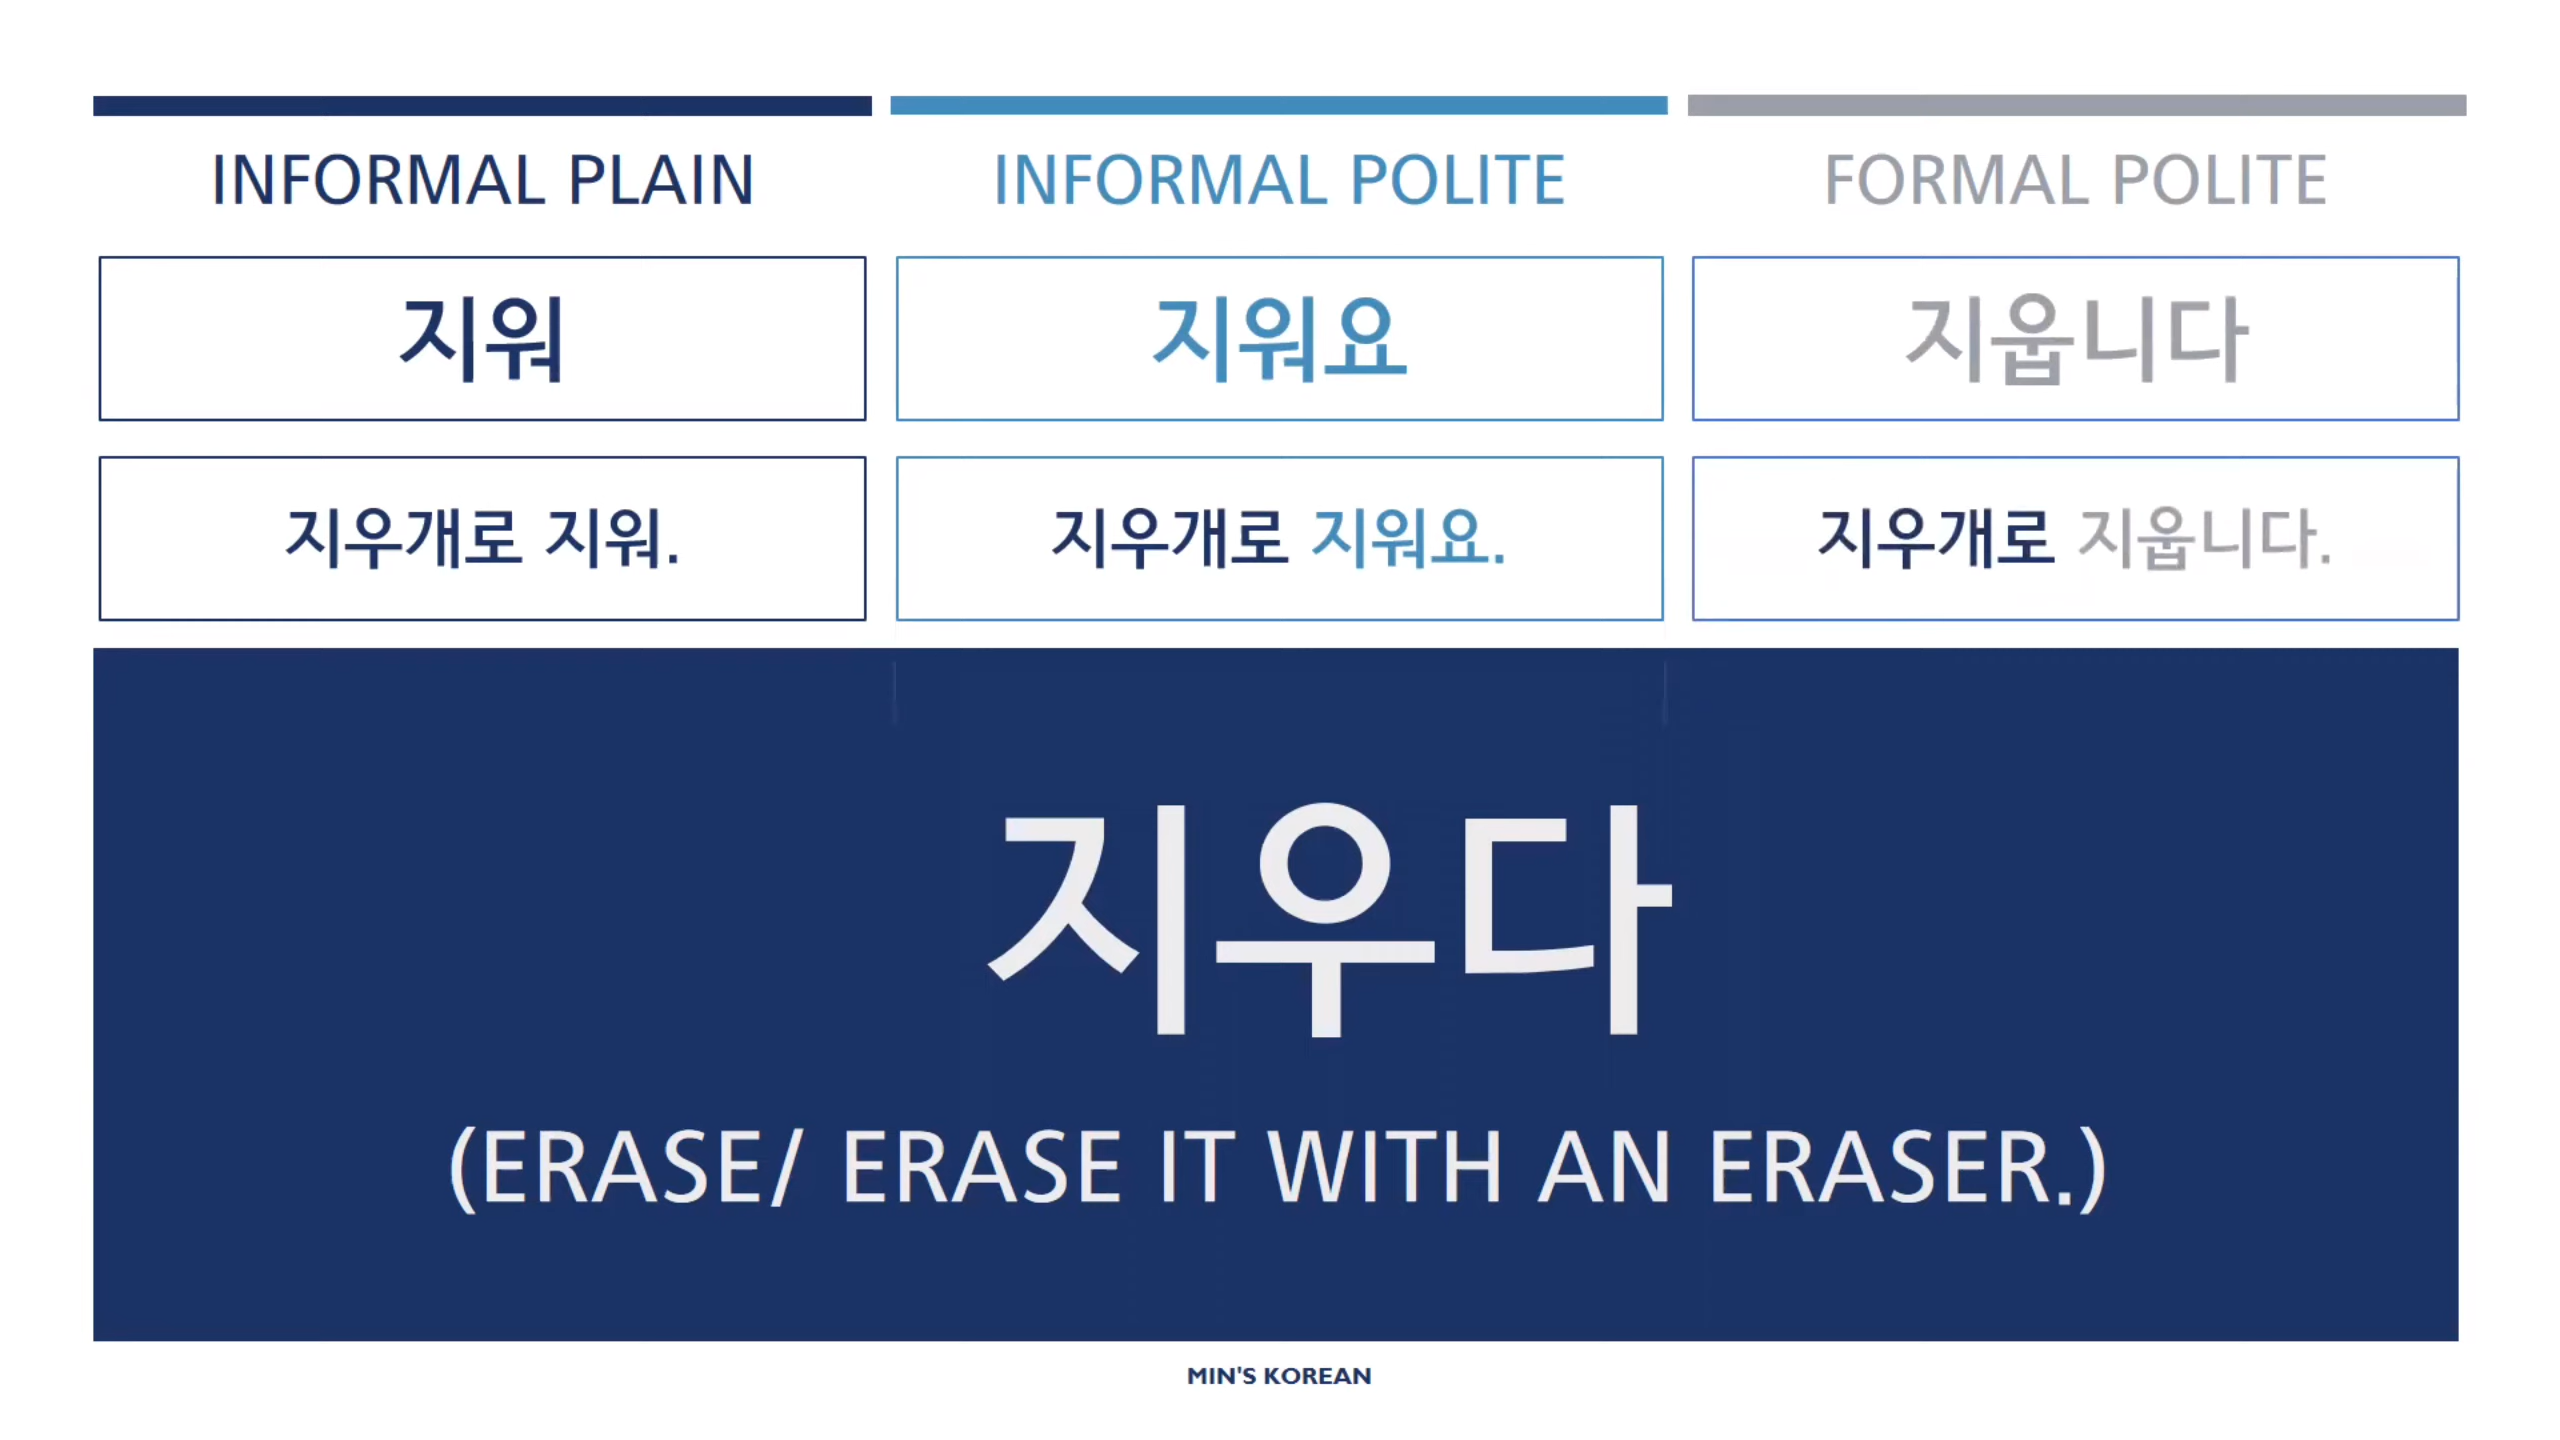 INFORMAL PLAIN
INFORMAL POLITE
FORMAL POLITE
지워
지워요
지웁니다
지우개로 지워.
지우개로 지워요.
지우개로 지웁니다.
지우다
(ERASE/ ERASE IT WITH AN ERASER.)
MIN'S KOREAN